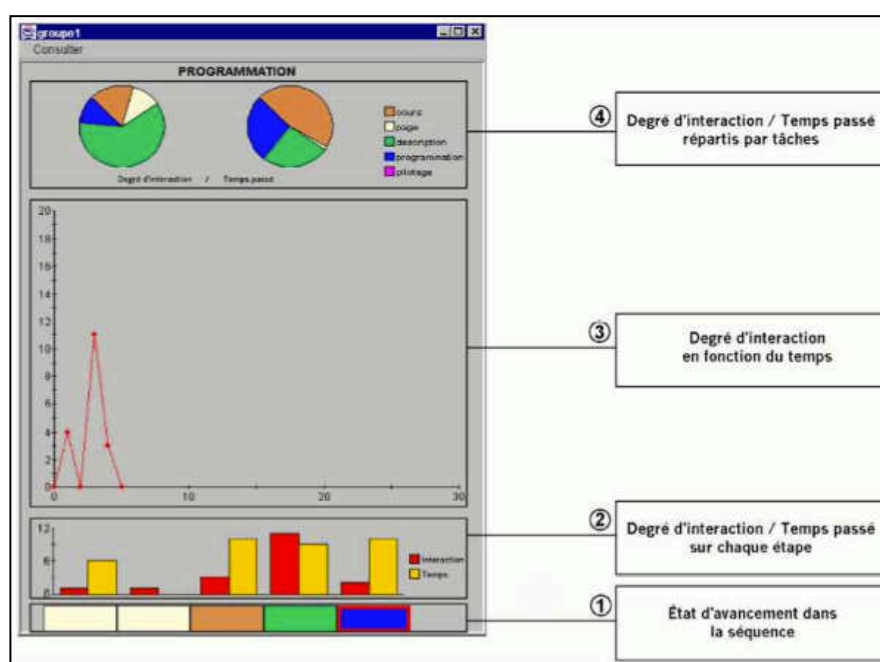 groupe1
Consulter
PROGRAMMATION
cours
page
description
programmation
pilotage
Degré d'interaction / Temps passé
④
Degré d'interaction / Temps passé
répartis par tâches
20
18
16
14
12
10
8
6
4
2
0
0 10 20 30
③
Degré d'interaction
en fonction du temps
12
6
0
Interaction
Temps
②
Degré d'interaction / Temps passé
sur chaque étape
①
État d'avancement dans
la séquence